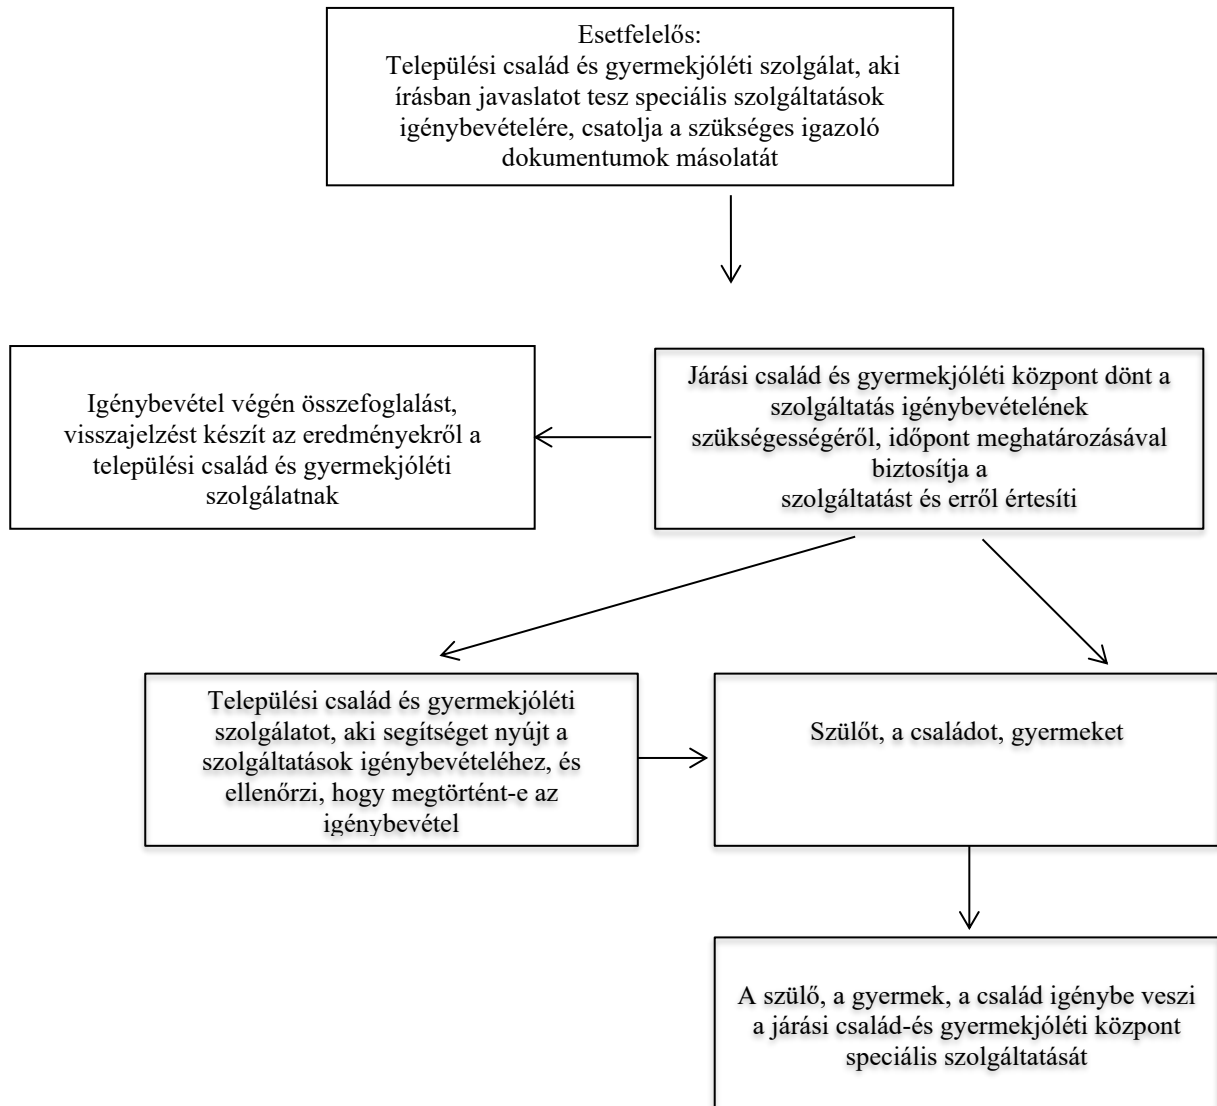 Esetfelelős:
Települési család és gyermekjóléti szolgálat, aki
írásban javaslatot tesz speciális szolgáltatások
igénybevételére, csatolja a szükséges igazoló
dokumentumok másolatát
Igénybevétel végén összefoglalást,
visszajelzést készít az eredményekről a
települési család és gyermekjóléti
szolgálatnak
Járási család és gyermekjóléti központ dönt a
szolgáltatás igénybevételének
szükségességéről, időpont meghatározásával
biztosítja a
szolgáltatást és erről értesíti
Települési család és gyermekjóléti
szolgálatot, aki segítséget nyújt a
szolgáltatások igénybevételéhez, és
ellenőrzi, hogy megtörtént-e az
igénybevétel
Szülőt, a családot, gyermeket
A szülő, a gyermek, a család igénybe veszi
a járási család-és gyermekjóléti központ
speciális szolgáltatását